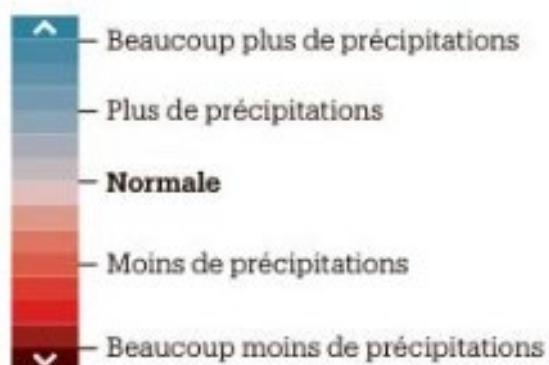 Beaucoup plus de précipitations
Plus de précipitations
Normale
Moins de précipitations
Beaucoup moins de précipitations